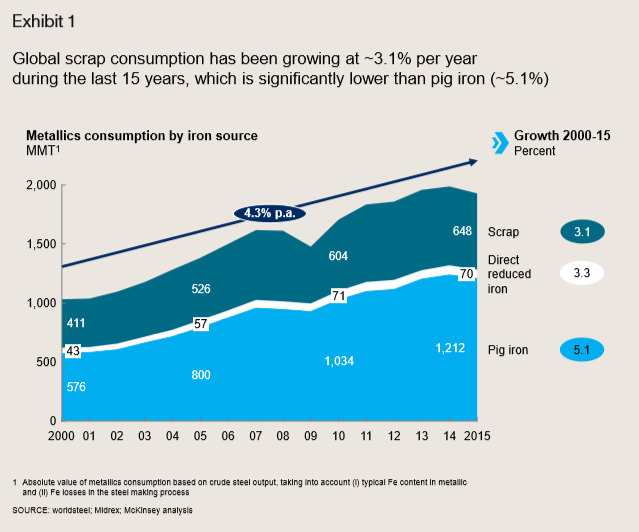 Exhibit 1
Global scrap consumption has been growing at ~3.1% per year
during the last 15 years, which is significantly lower than pig iron (~5.1%)
Metallics consumption by iron source
MMT1
Growth 2000-15
Percent
2,000
1,500
1,000
500
0
4.3% p.a.
411
526
604
648
43
57
71
70
576
800
1,034
1,212
Scrap
3.1
Direct
reduced
iron
3.3
Pig iron
5.1
2000 01 02 03 04 05 06 07 08 09 10 11 12 13 14 2015
1 Absolute value of metallics consumption based on crude steel output, taking into account (i) typical Fe content in metallic
and (ii) Fe losses in the steel making process
SOURCE: worldsteel; Midrex; McKinsey analysis